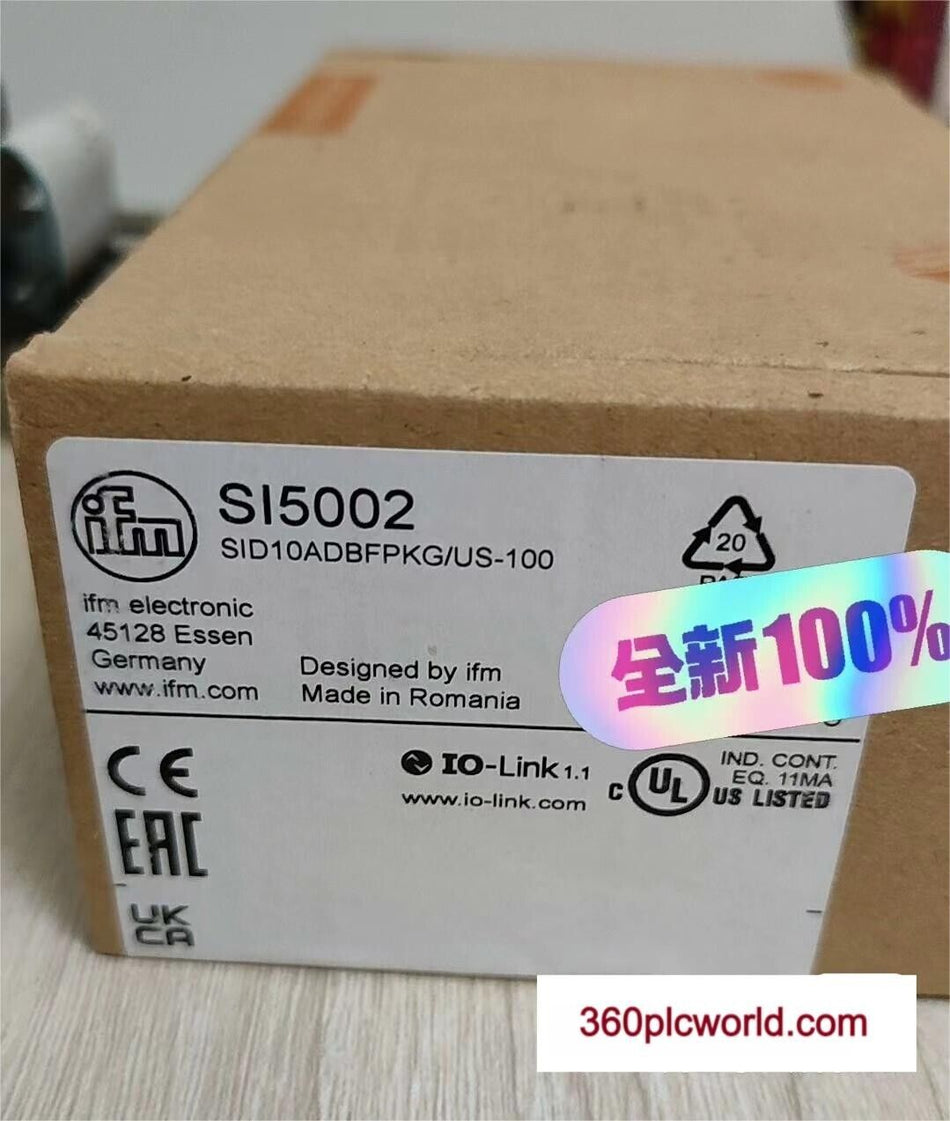 ifm
SI5002
SID10ADBFPKG/US-100
20
ifm electronic
45128 Essen
Germany
www.ifm.com
Designed by ifm
Made in Romania
全新100%
CE
IO-Link 1.1
www.io-link.com
C UL US LISTED
IND. CONT.
EQ. 11MA
EAC
UK
CA
360plcworld.com